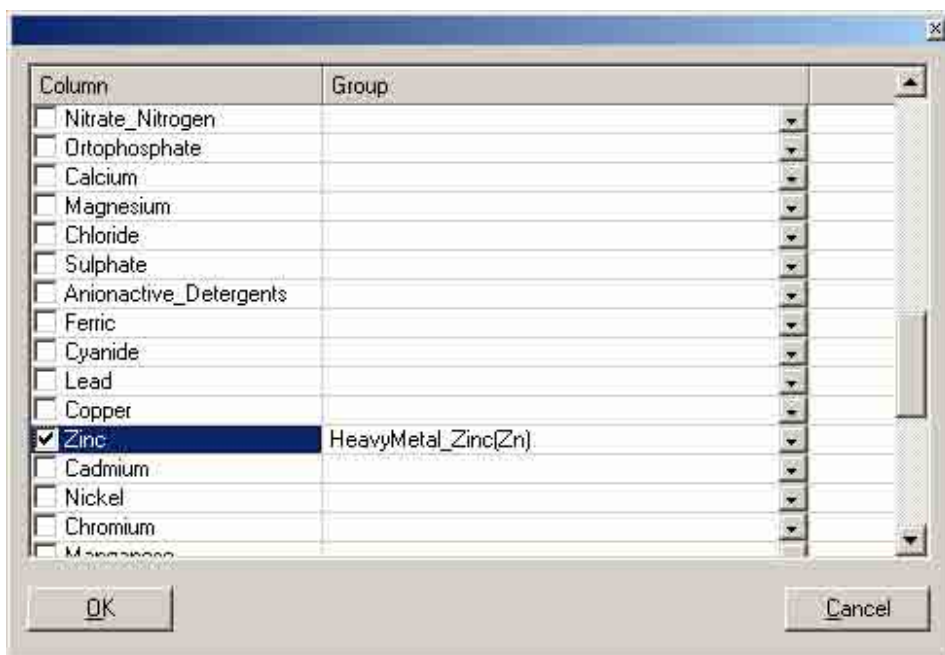 Column Group
Nitrate_Nitrogen
Ortophosphate
Calcium
Magnesium
Chloride
Sulphate
Anionactive_Detergents
Ferric
Cyanide
Lead
Copper
Zinc HeavyMetal_Zinc(Zn)
Cadmium
Nickel
Chromium
Manganese
OK Cancel